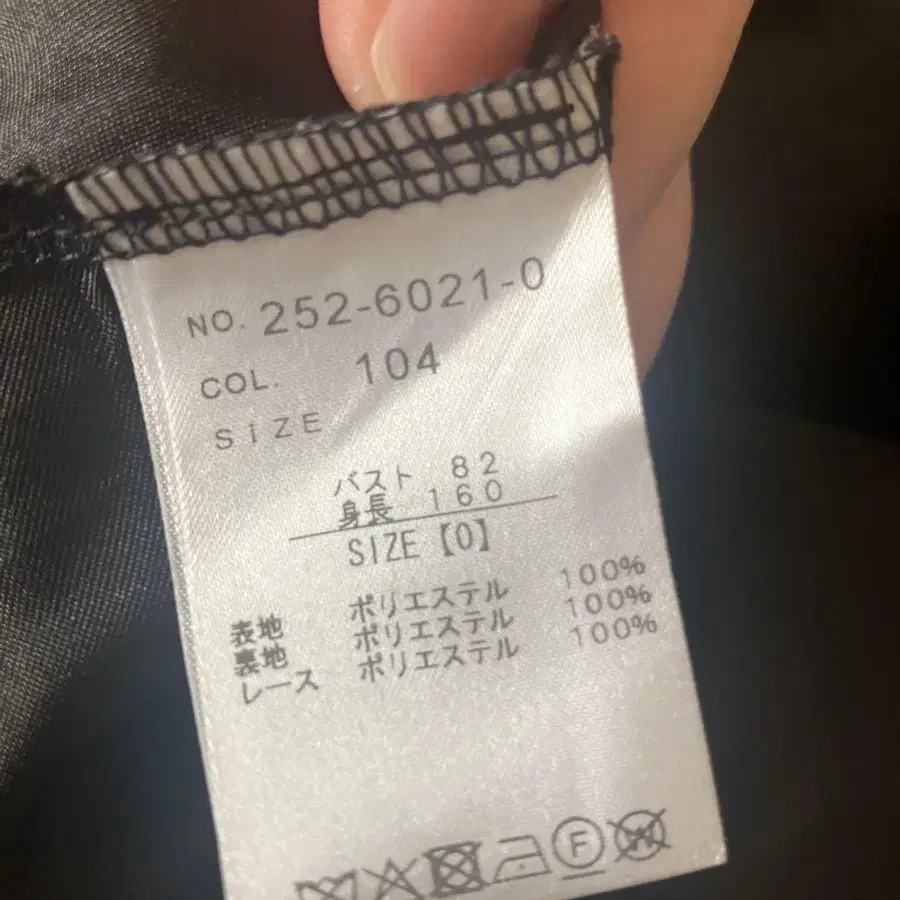 NO. 252-6021-0
COL. 104
SIZE
バスト 82
身長 160
SIZE【0】
表地 ポリエステル 100%
裏地 ポリエステル 100%
レース ポリエステル 100%
F W